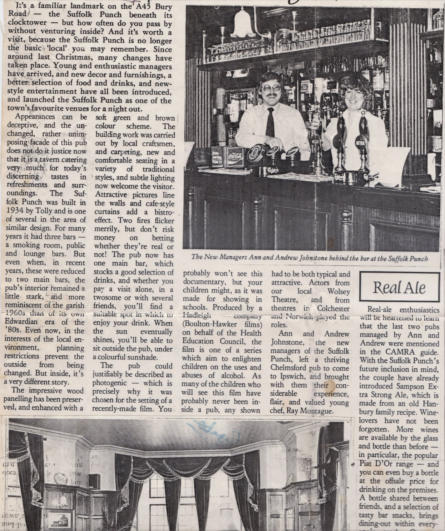 It's a familiar landmark on the A45 Bury
Road — the Suffolk Punch beneath its
clocktower — but how often do you pass by
without venturing inside? And it's worth a
visit, because the Suffolk Punch is no longer
the basic 'local' you may remember. Since
around last Christmas, many changes have
taken place. Young and enthusiastic managers
have arrived, and new decor and furnishings, a
better selection of food and drinks, and new-
style entertainment have all been introduced,
and launched the Suffolk Punch as one of the
town's favourite venues for a night out.
Appearances can be
deceptive, and the un-
changed, rather unim-
posing facade of this pub
does not do it justice now
that it is a tavern catering
very much for today's
discerning tastes in
refreshments and surr-
oundings. The Suf-
folk Punch was built in
1934 by Tolly and is one
of several in the area of
similar design. For many
years it had three bars —
a smoking room, public
and lounge bars. But
even when, in recent
years, these were reduced
to two main bars, the
pub's interior remained a
little stark, and more
reminiscent of the garish
1960s than of its own
Edwardian era of the
'80s. Even now, in the
interests of the local en-
vironment, planning
restrictions prevent the
outside from being
changed. But inside, it's
a very different story.
The impressive wood
panelling has been preser-
ved, and enhanced with a
soft green and brown
colour scheme. The
building work was carried
out by local craftsmen,
and carpeting, new and
comfortable seating in a
variety of traditional
styles, and subtle lighting
now welcome the visitor.
Attractive pictures line
the walls and cafe-style
curtains add a bistro-
effect. Two fires flicker
merrily, but don't risk
money on betting
whether they're real or
not! The pub now has
one main bar, which
stocks a good selection of
drinks, and whether you
pay a visit alone, in a
twosome or with several
friends, you'll find a
suitable spot in which to
enjoy your drink. When
the sun eventually
shines, you'll be able to
sit outside the pub, under
a colourful sunshade.
The pub could
justifiably be described as
photogenic — which is
precisely why it was
chosen for the setting of a
recently-made film. You
The New Managers Ann and Andrew Johnstone behind the bar at the Suffolk Punch
probably won't see this
documentary, but your
children might, as it was
made for showing in
schools. Produced by a
Hadleigh company
(Boulton-Hawker films)
on behalf of the Health
Education Council, the
film is one of a series
which aim to enlighten
children on the uses and
abuses of alcohol. As
many of the children who
will see this film have
probably never been in-
side a pub, any shown
had to be both typical and
attractive. Actors from
our local Wolsey
Theatre, and from
theatres in Colchester
and Norwich played the
roles.
Ann and Andrew
Johnstone, the new
managers of the Suffolk
Punch, left a thriving
Chelmsford pub to come
to Ipswich, and brought
with them their con-
siderable experience,
flair, and valued young
chef, Ray Montague.
Real Ale
Real-ale enthusiastics
will be heartened to learn
that the last two pubs
managed by Ann and
Andrew were mentioned
in the CAMRA guide.
With the Suffolk Punch's
future inclusion in mind,
the couple have already
introduced Sampson Ex-
tra Strong Ale, which is
made from an old Han-
bury family recipe. Wine-
lovers have not been
forgotten. More wines
are available by the glass
and bottle than before —
in particular, the popular
Piat D'Or range — and
you can even buy a bottle
at the offsale price for
drinking on the premises.
A bottle shared between
friends, and a selection of
tasty bar snacks, brings
dining-out within easy